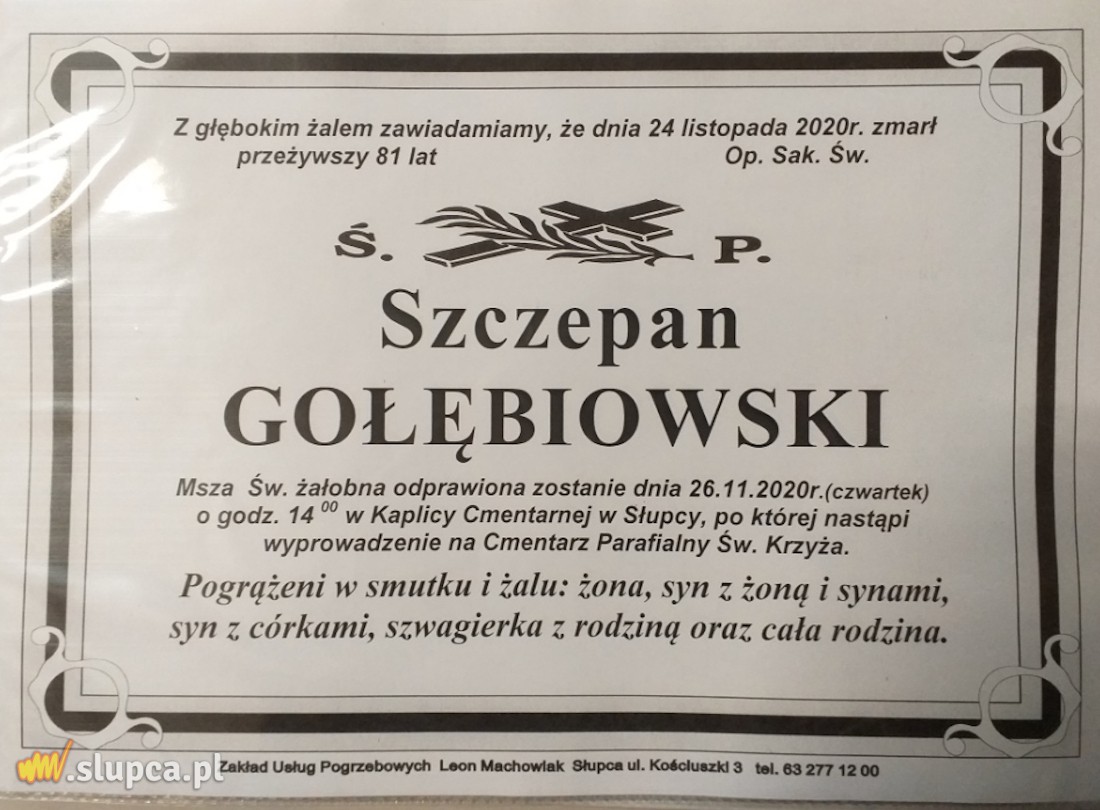 Z głębokim żalem zawiadamiamy, że dnia 24 listopada 2020r. zmarł
przeżywszy 81 lat Op. Sak. Św.
Ś. P.
Szczepan
GOŁĘBIOWSKI
Msza Św. żałobna odprawiona zostanie dnia 26.11.2020r.(czwartek)
o godz. 14 00 w Kaplicy Cmentarnej w Słupcy, po której nastąpi
wyprowadzenie na Cmentarz Parafialny Św. Krzyża.
Pogrążeni w smutku i żalu: żona, syn z żoną i synami,
syn z córkami, szwagierka z rodziną oraz cała rodzina.
Zakład Usług Pogrzebowych Leon Machowiak Słupca ul. Kościuszki 3 tel. 63 277 12 00
.slupca.pl